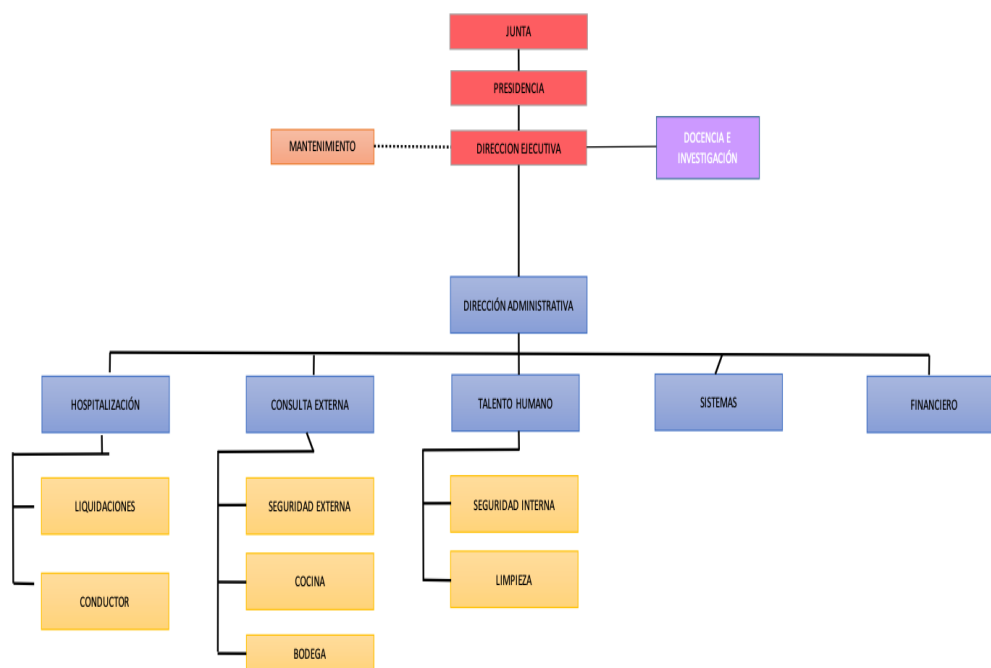 JUNTA
PRESIDENCIA
MANTENIMIENTO
DIRECCION EJECUTIVA
DOCENCIA E
INVESTIGACIÓN
DIRECCIÓN ADMINISTRATIVA
HOSPITALIZACIÓN
CONSULTA EXTERNA
TALENTO HUMANO
SISTEMAS
FINANCIERO
LIQUIDACIONES
SEGURIDAD EXTERNA
SEGURIDAD INTERNA
COCINA
LIMPIEZA
CONDUCTOR
BODEGA